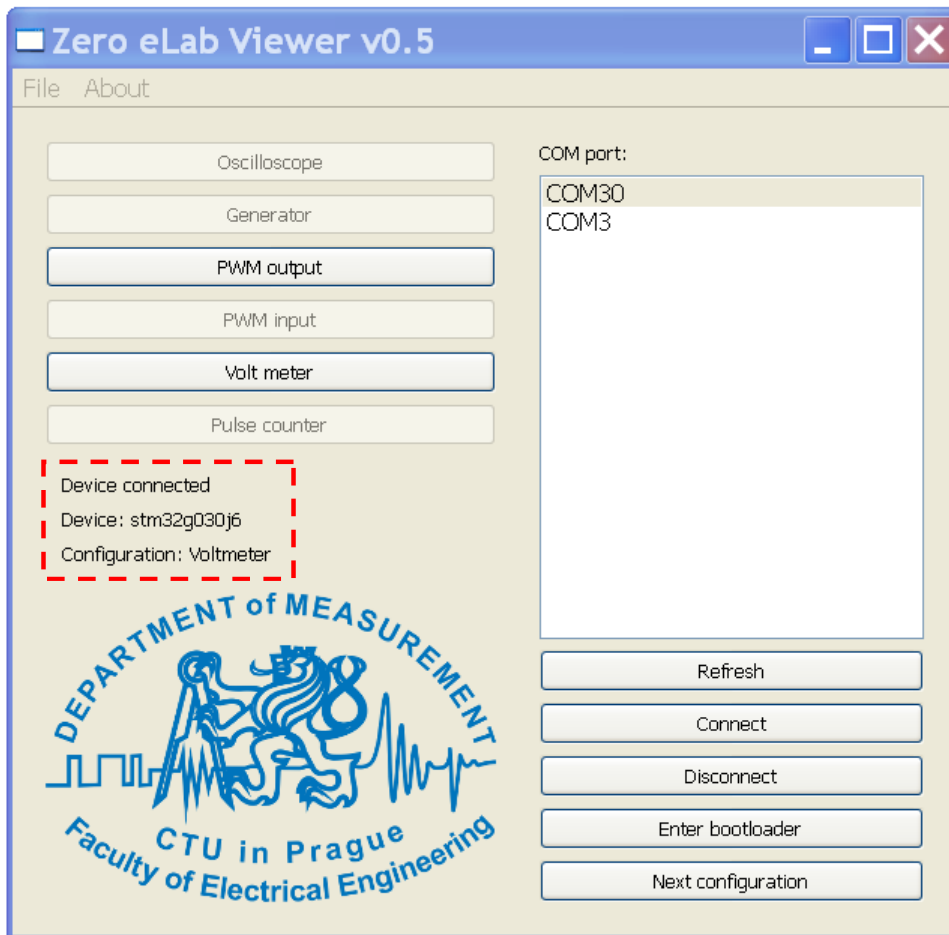 Zero eLab Viewer v0.5
File About
Oscilloscope
Generator
PWM output
PWM input
Volt meter
Pulse counter
Device connected
Device: stm32g030j6
Configuration: Voltmeter
DEPARTMENT of MEASUREMENT
CTU in Prague
Faculty of Electrical Engineering
COM port:
COM30
COM3
Refresh
Connect
Disconnect
Enter bootloader
Next configuration